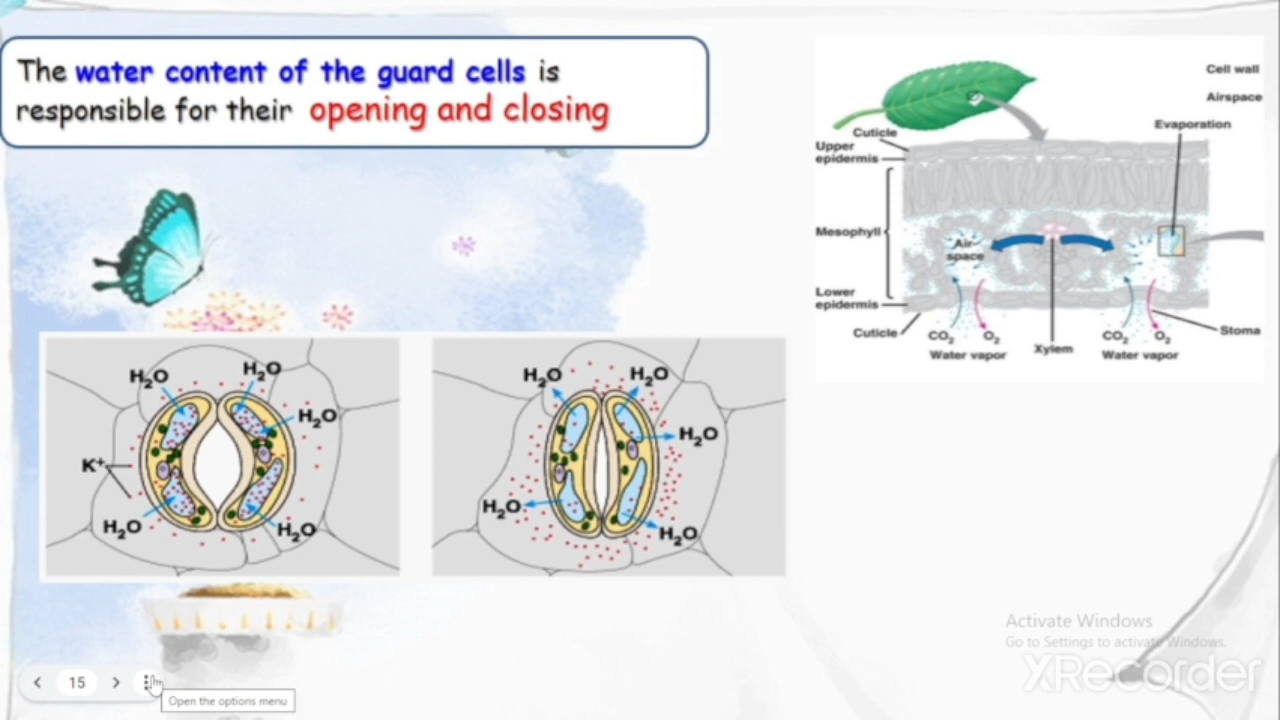 The water content of the guard cells is
responsible for their opening and closing
Cell wall
Airspace
Evaporation
Cuticle
Upper
epidermis
Mesophyll
Air
space
Lower
epidermis
Cuticle
CO₂ O₂
Water vapor
Xylem
CO₂ O₂
Water vapor
Stoma
H₂O
H₂O
H₂O
K⁺
H₂O
H₂O
H₂O
H₂O
H₂O
H₂O
H₂O
Activate Windows
Go to Settings to activate Windows.
XRecorder
15
Open the options menu